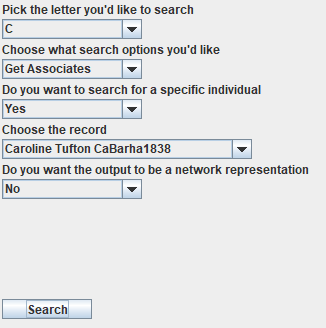 Pick the letter you'd like to search
C
Choose what search options you'd like
Get Associates
Do you want to search for a specific individual
Yes
Choose the record
Caroline Tufton CaBarha1838
Do you want the output to be a network representation
No
Search